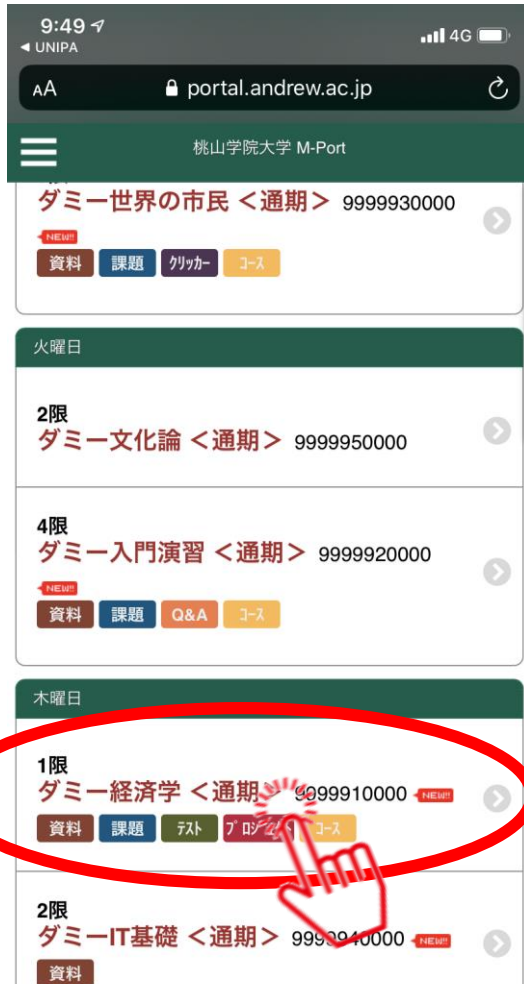 9:49
◀ UNIPA
4G
AA portal.andrew.ac.jp
桃山学院大学 M-Port
ダミー世界の市民 <通期> 9999930000
NEW!!
資料 課題 クリッカー コース
火曜日
2限
ダミー文化論 <通期> 9999950000
4限
ダミー入門演習 <通期> 9999920000
NEW!!
資料 課題 Q&A コース
木曜日
1限
ダミー経済学 <通期 9999910000 NEW!!
資料 課題 テスト コース
2限
ダミーIT基礎 <通期> 9999940000 NEW!!
資料